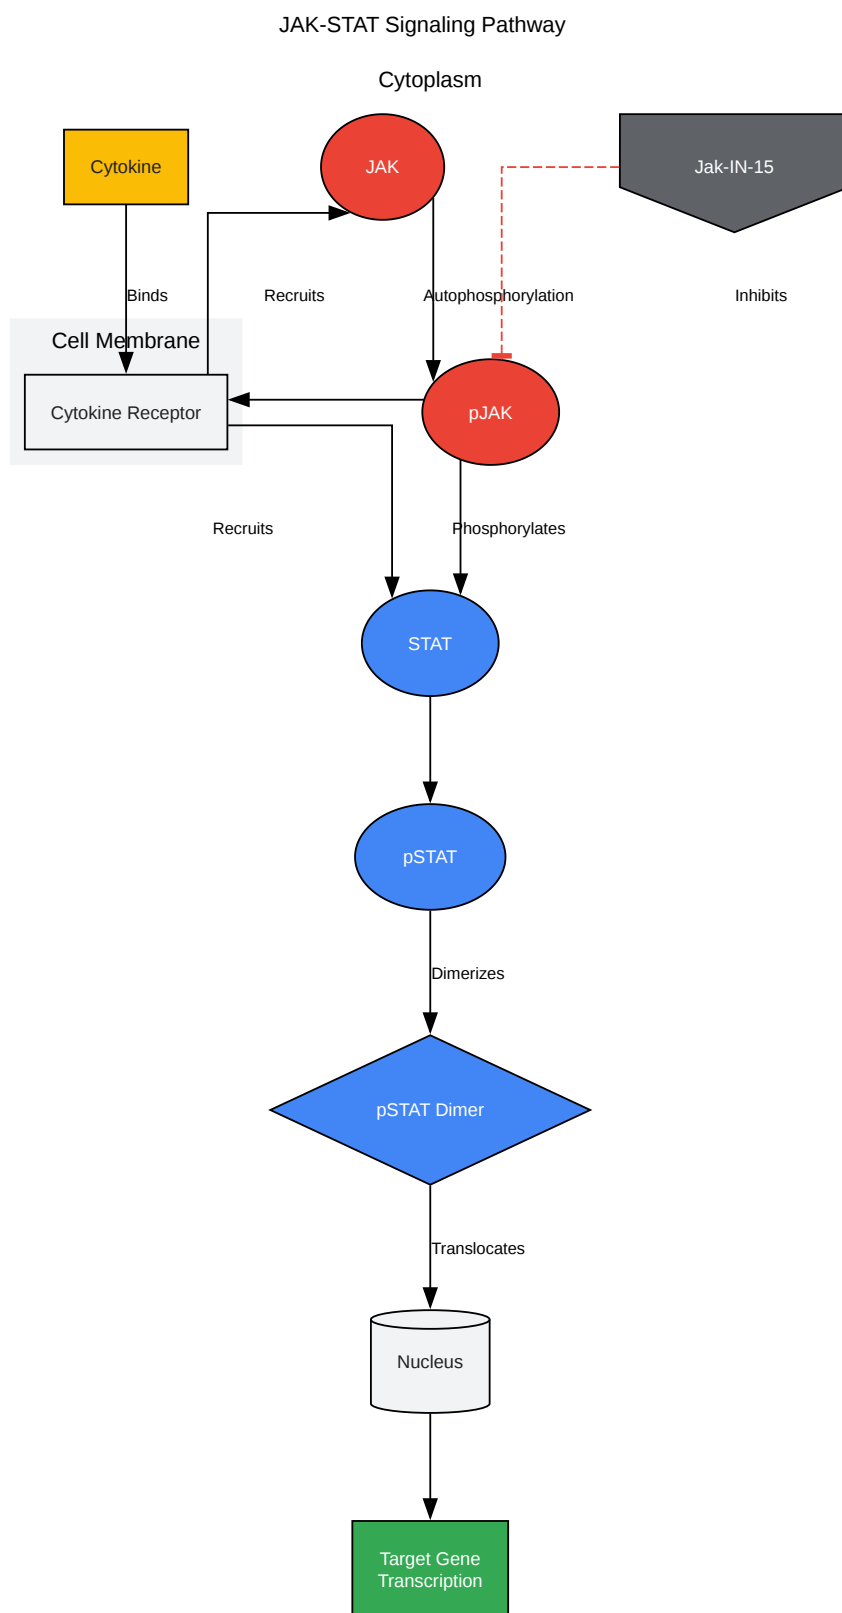 JAK-STAT Signaling Pathway
Cytoplasm
Cytokine
JAK
Jak-IN-15
Binds
Recruits
Autophosphorylation
Inhibits
Cell Membrane
Cytokine Receptor
pJAK
Recruits
Phosphorylates
STAT
pSTAT
Dimerizes
pSTAT Dimer
Translocates
Nucleus
Target Gene
Transcription